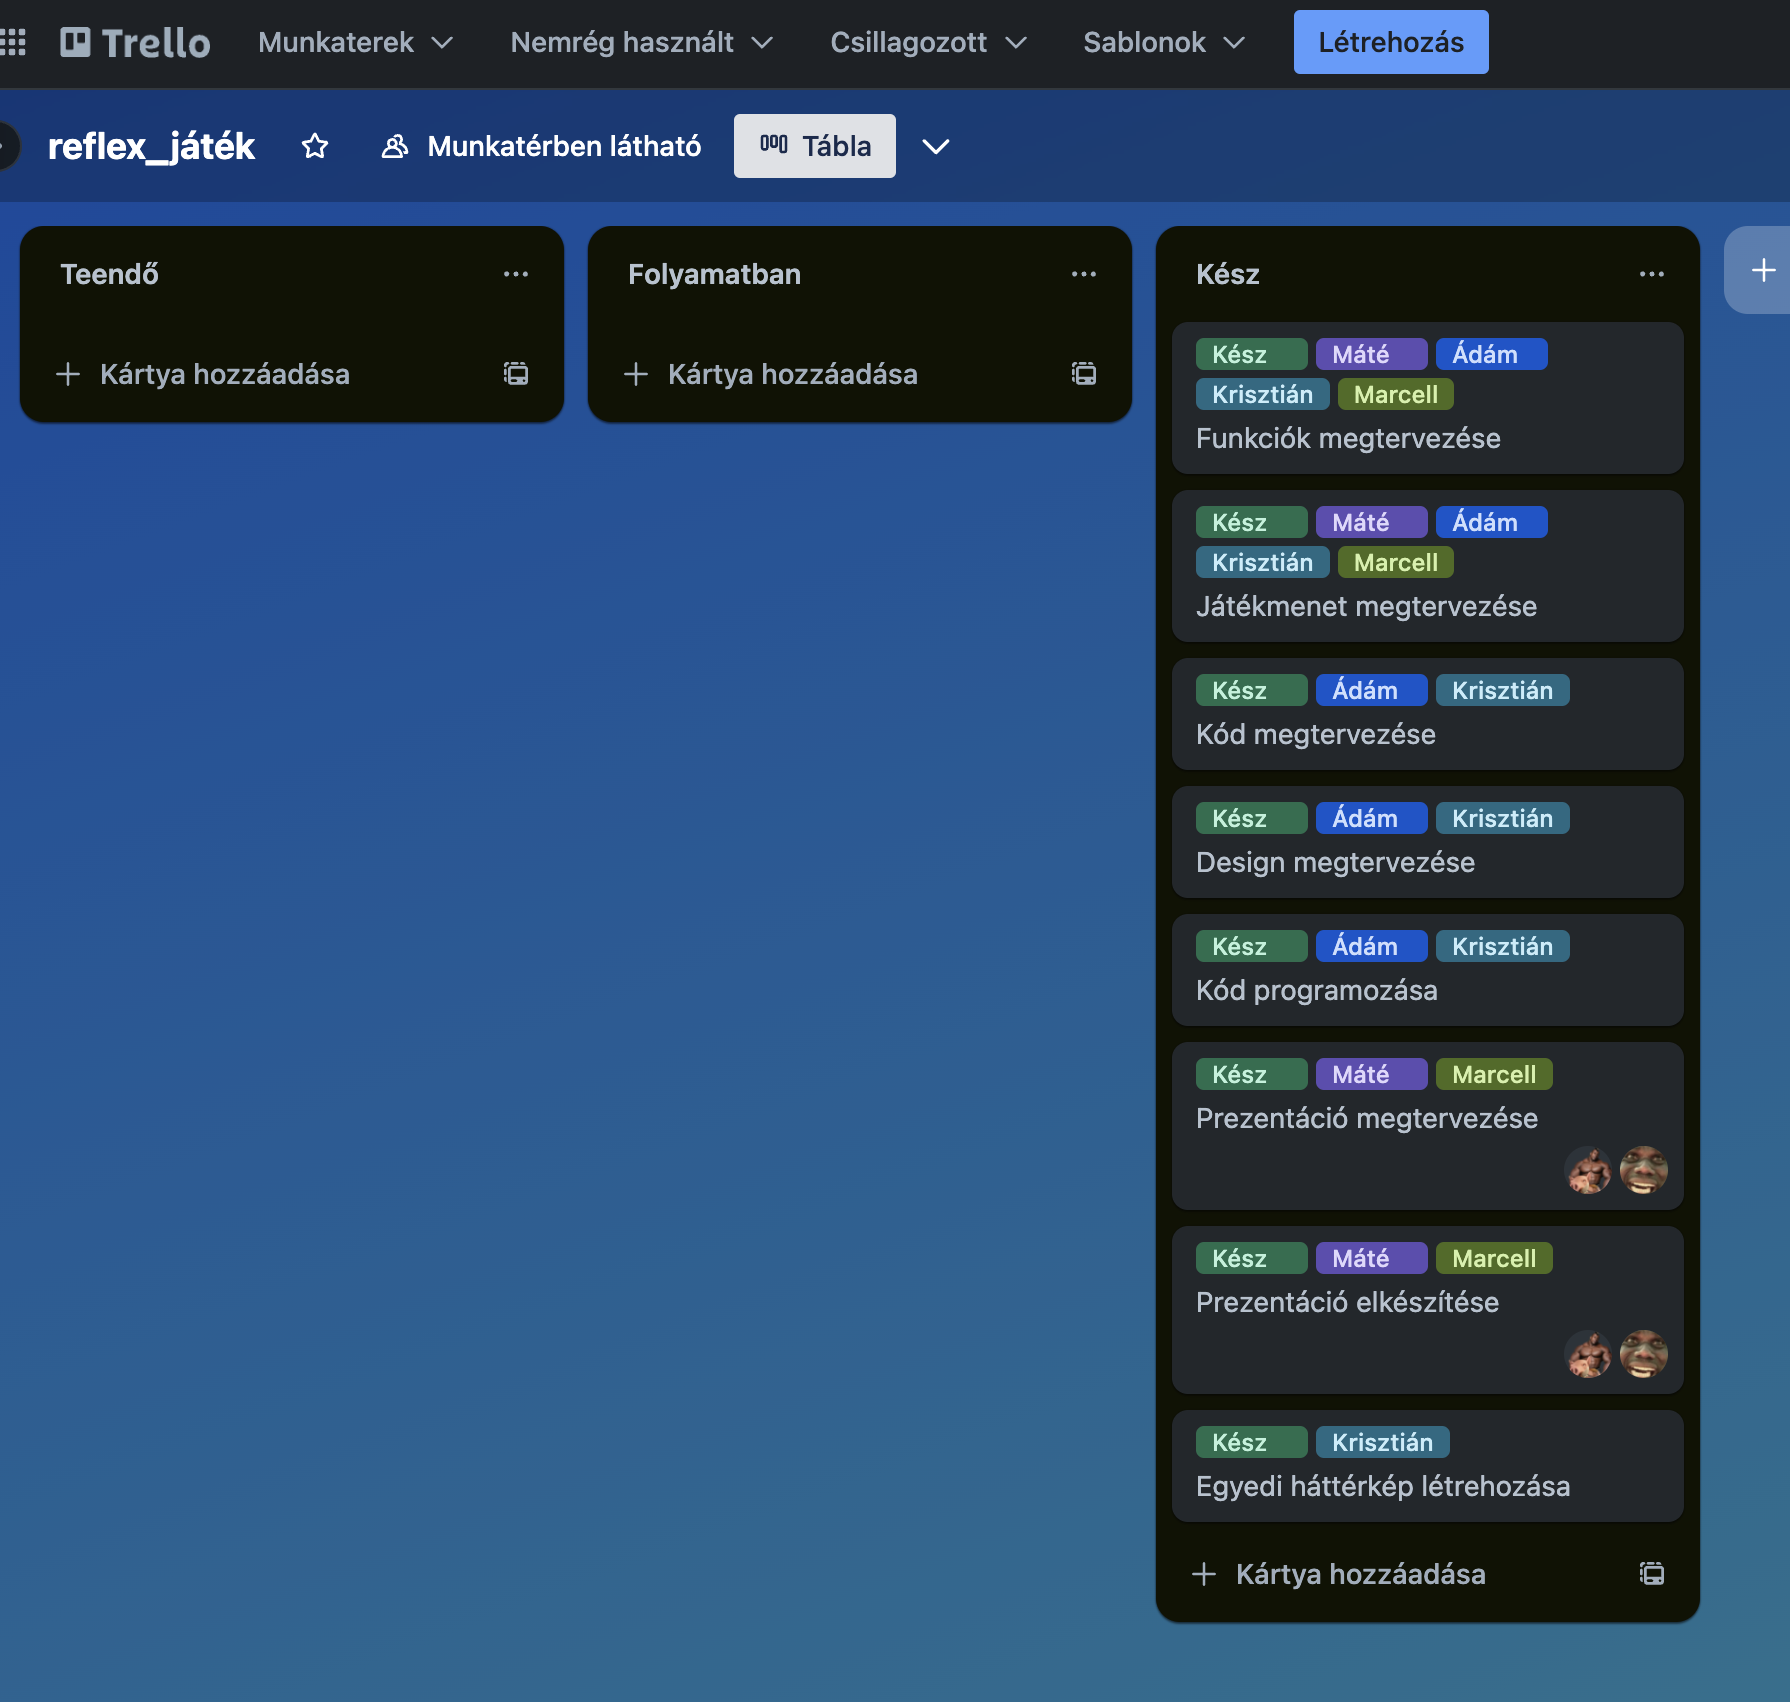 Trello Munkaterek Nemrég használt Csillagozott Sablonok Létrehozás
reflex_játék Munkatérben látható Tábla
Teendő
Kártya hozzáadása
Folyamatban
Kártya hozzáadása
Kész
Kész Máté Ádám
Krisztián Marcell
Funkciók megtervezése
Kész Máté Ádám
Krisztián Marcell
Játékmenet megtervezése
Kész Ádám Krisztián
Kód megtervezése
Kész Ádám Krisztián
Design megtervezése
Kész Ádám Krisztián
Kód programozása
Kész Máté Marcell
Prezentáció megtervezése
Kész Máté Marcell
Prezentáció elkészítése
Kész Krisztián
Egyedi háttérkép létrehozása
Kártya hozzáadása